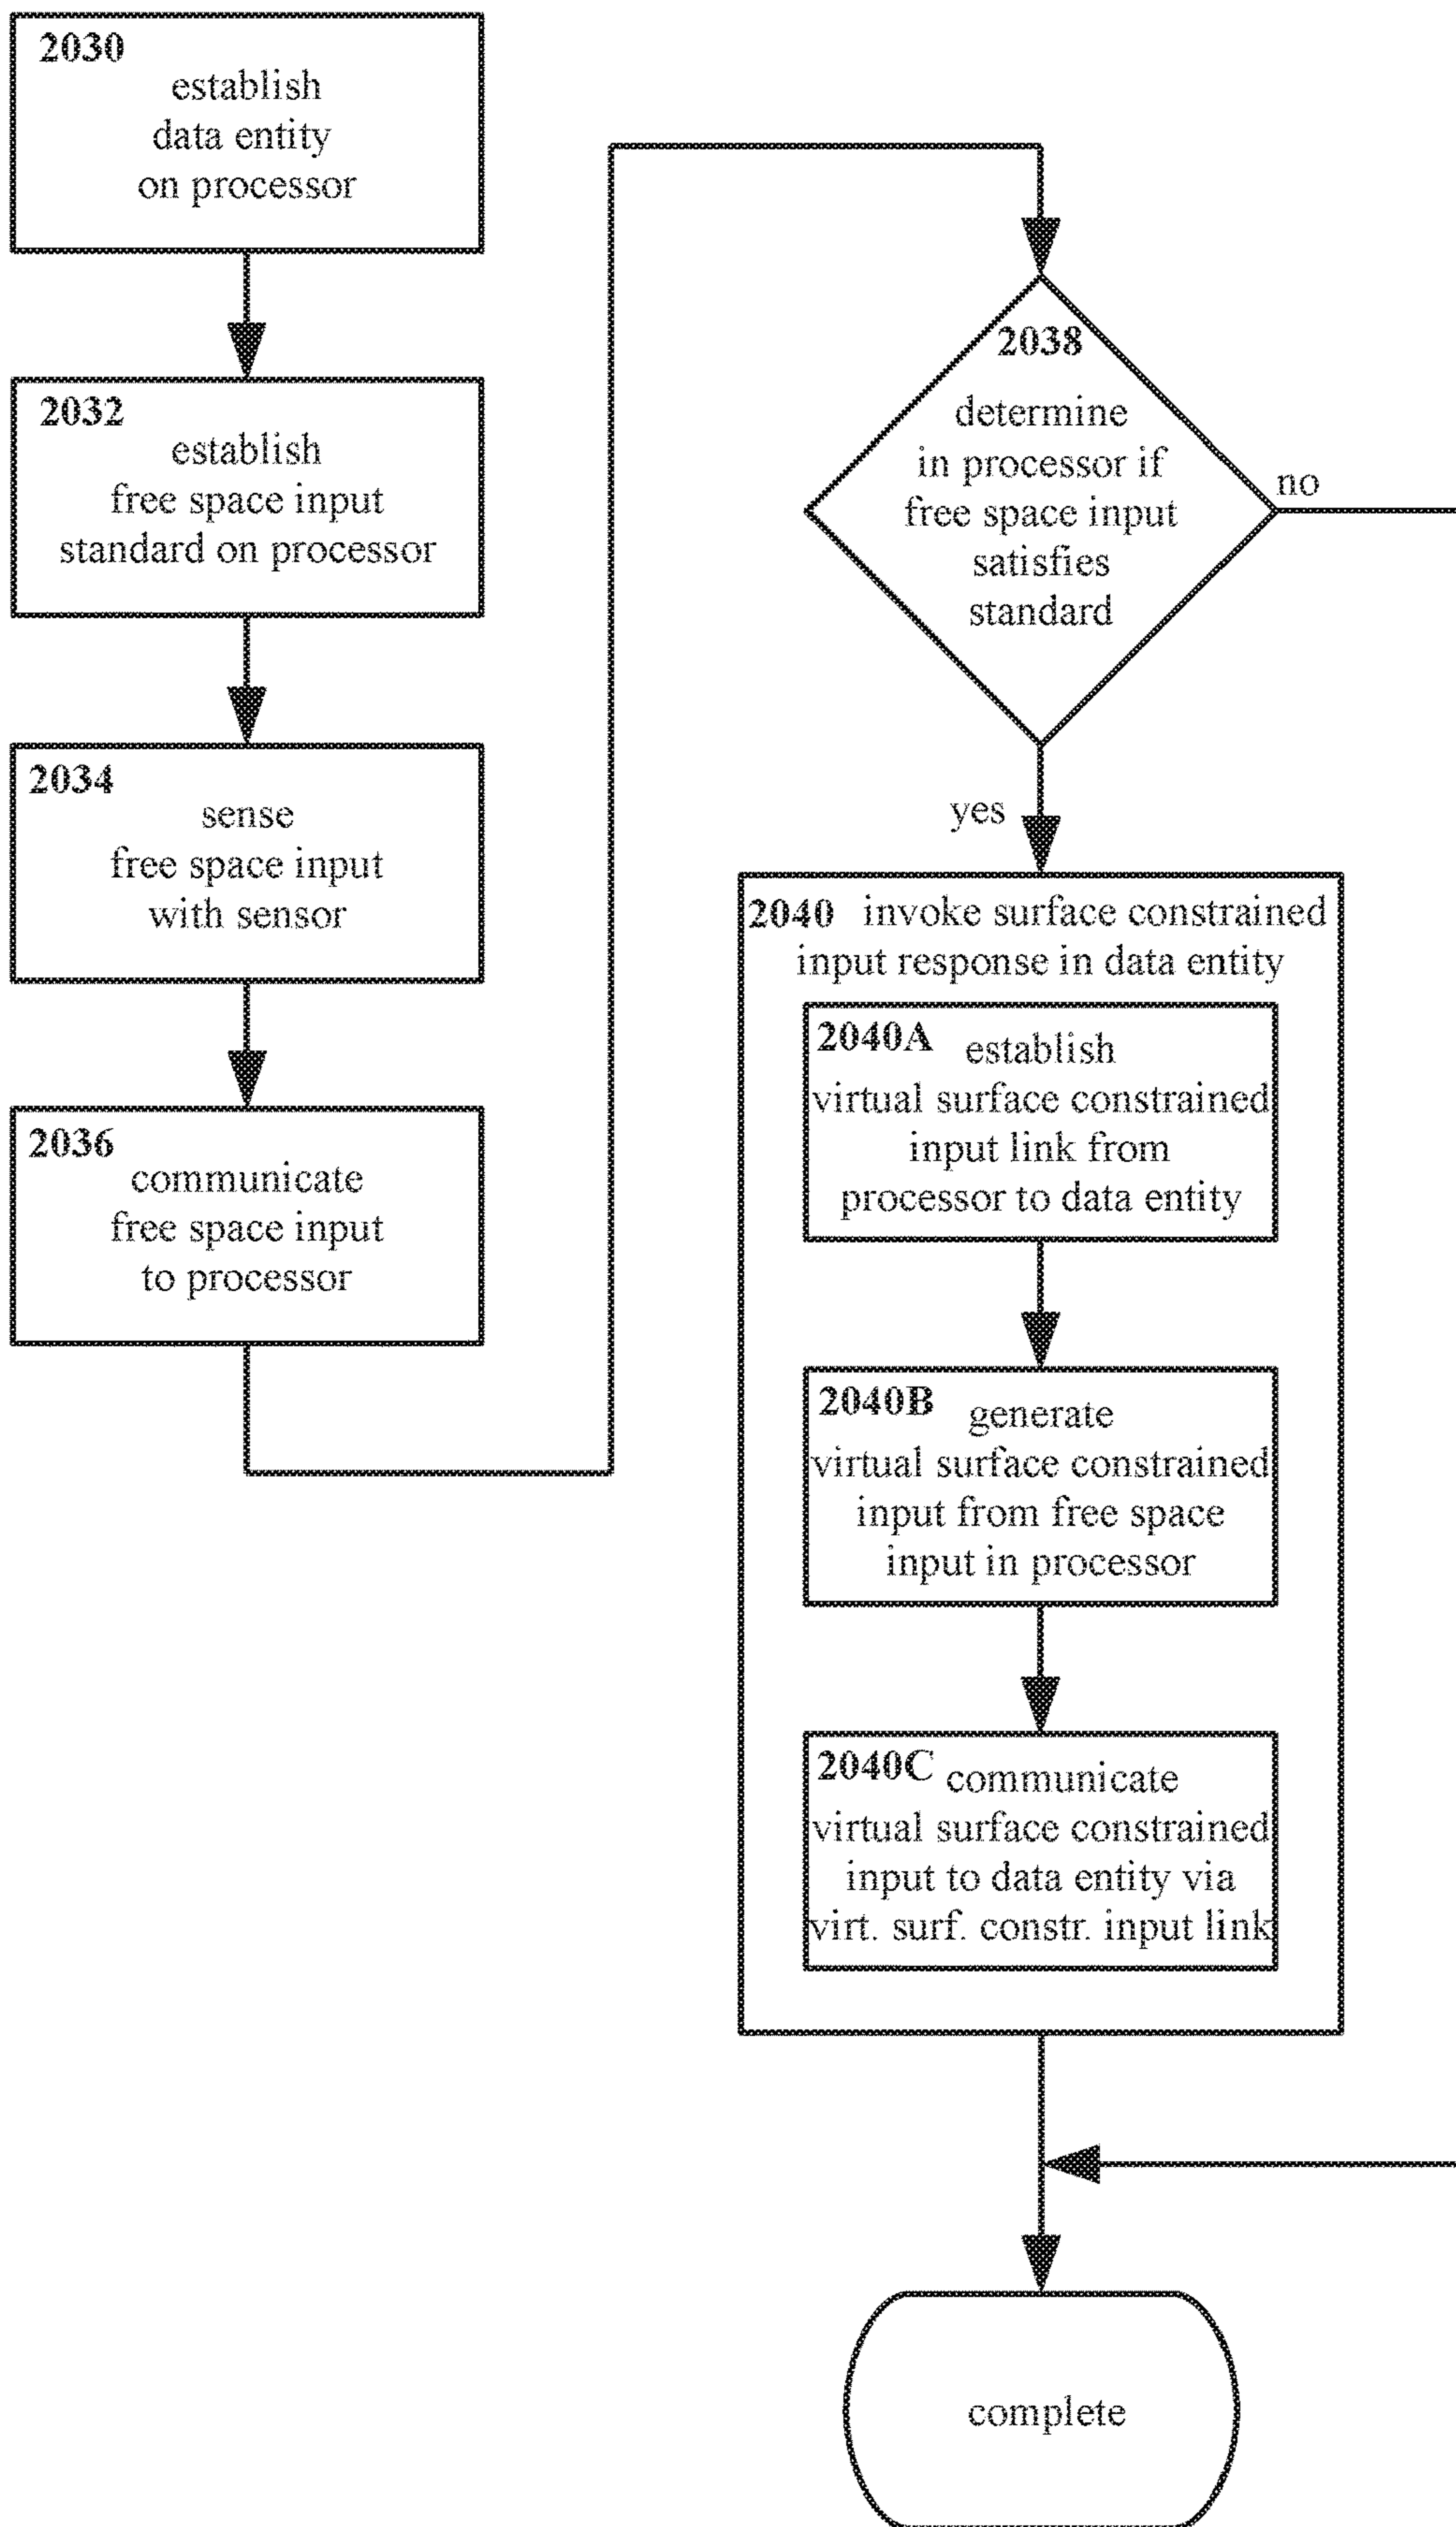 2030
establish
data entity
on processor
2032
establish
free space input
standard on processor
2034
sense
free space input
with sensor
2036
communicate
free space input
to processor
2038
determine
in processor if
free space input
satisfies
standard
no
yes
2040 invoke surface constrained
input response in data entity
2040A establish
virtual surface constrained
input link from
processor to data entity
2040B generate
virtual surface constrained
input from free space
input in processor
2040C communicate
virtual surface constrained
input to data entity via
virt. surf. constr. input link
complete